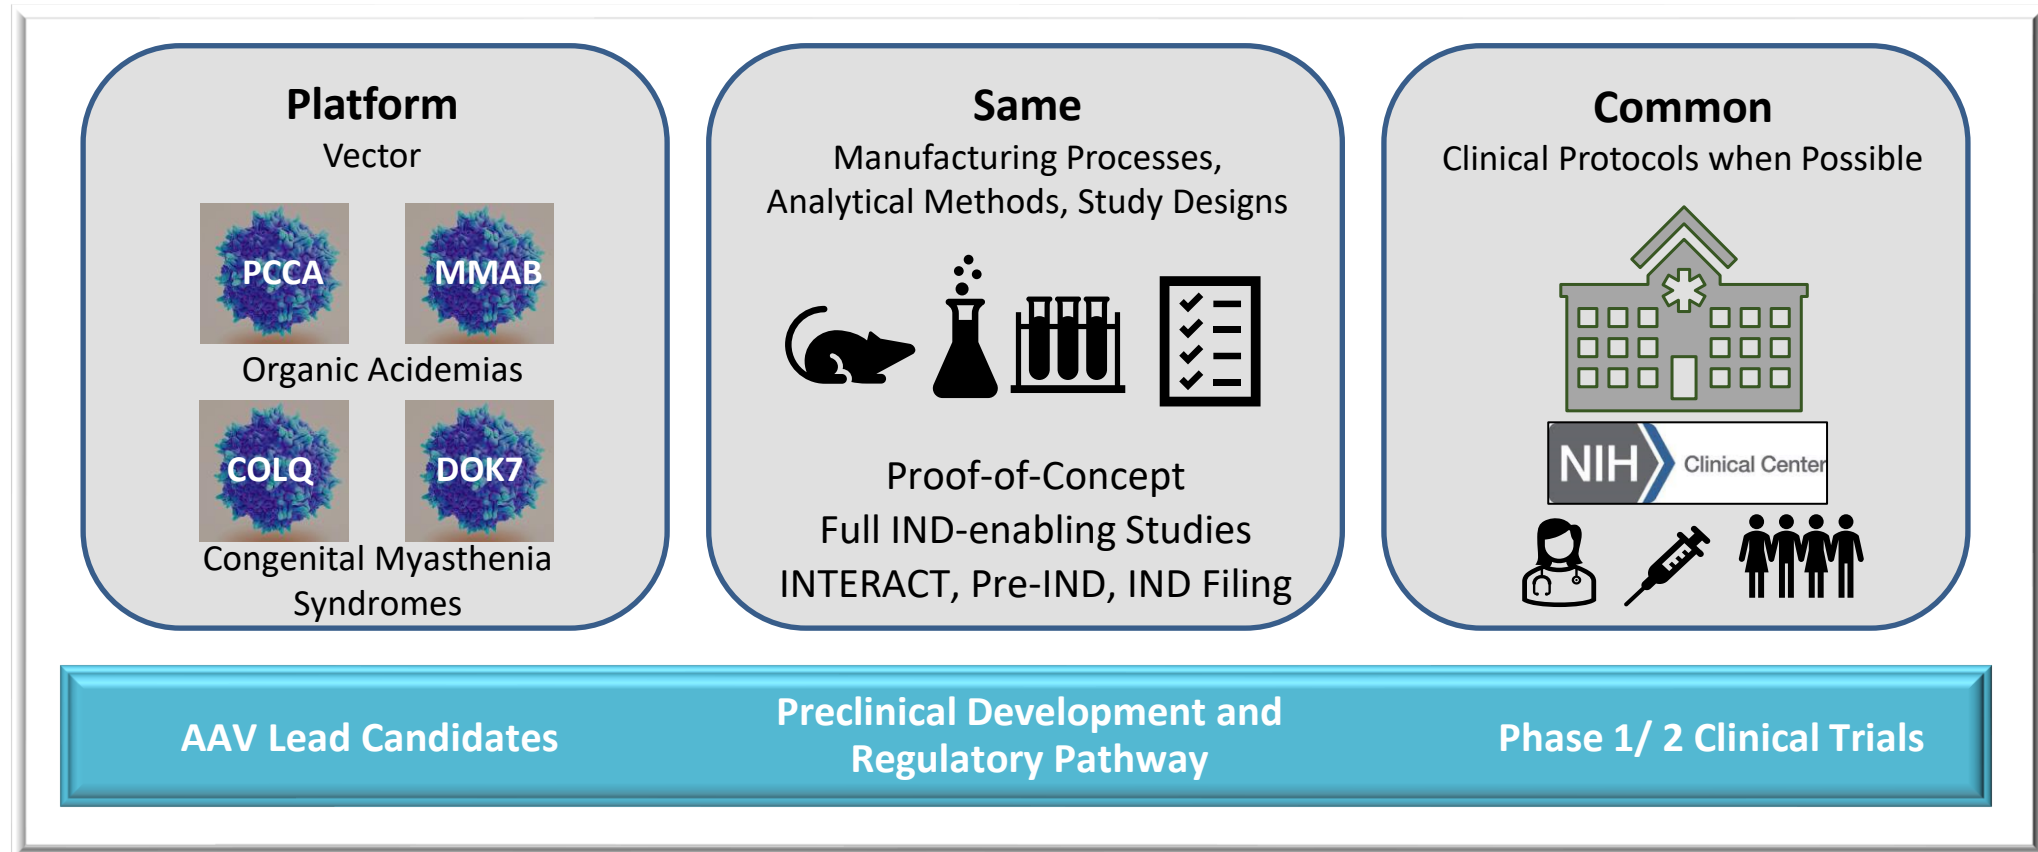 Platform
Vector
PCCA
MMAB
Organic Acidemias
COLQ
DOK7
Congenital Myasthenia
Syndromes
Same
Manufacturing Processes,
Analytical Methods, Study Designs
Proof-of-Concept
Full IND-enabling Studies
INTERACT, Pre-IND, IND Filing
Common
Clinical Protocols when Possible
NIH Clinical Center
AAV Lead Candidates
Preclinical Development and
Regulatory Pathway
Phase 1/ 2 Clinical Trials